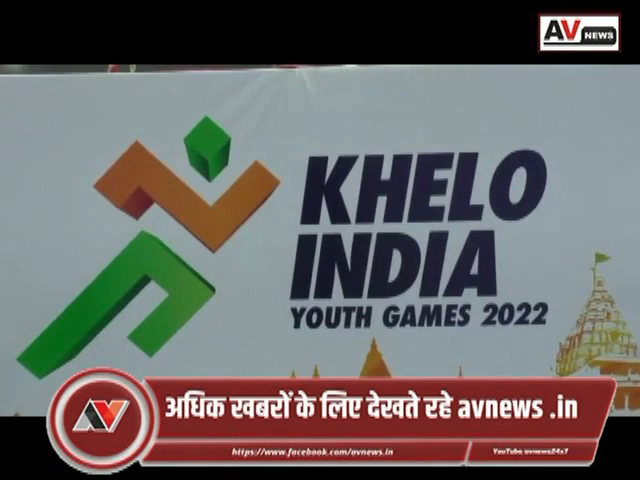 AV NEWS
KHELO
INDIA
YOUTH GAMES 2022
AV
अधिक खबरों के लिए देखते रहे avnews .in
https://www.facebook.com/avnews.in
YouTube avnews24x7